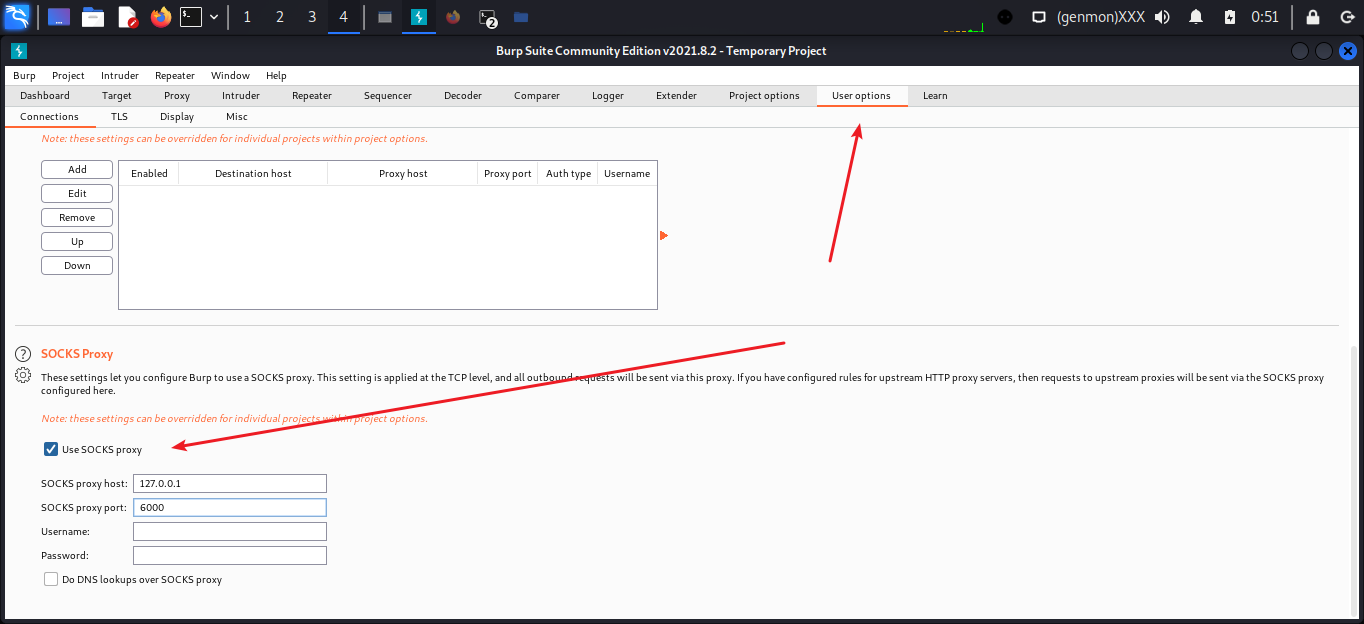 1 2 3 4 2 (genmon)XXX 0:51
Burp Suite Community Edition v2021.8.2 - Temporary Project
Burp Project Intruder Repeater Window Help
Dashboard Target Proxy Intruder Repeater Sequencer Decoder Comparer Logger Extender Project options User options Learn
Connections TLS Display Misc
Note: these settings can be overridden for individual projects within project options.
Add
Edit
Remove
Up
Down
Enabled Destination host Proxy host Proxy port Auth type Username
? SOCKS Proxy
These settings let you configure Burp to use a SOCKS proxy. This setting is applied at the TCP level, and all outbound requests will be sent via this proxy. If you have configured rules for upstream HTTP proxy servers, then requests to upstream proxies will be sent via the SOCKS proxy
configured here.
Note: these settings can be overridden for individual projects within project options.
Use SOCKS proxy
SOCKS proxy host: 127.0.0.1
SOCKS proxy port: 6000
Username:
Password:
Do DNS lookups over SOCKS proxy